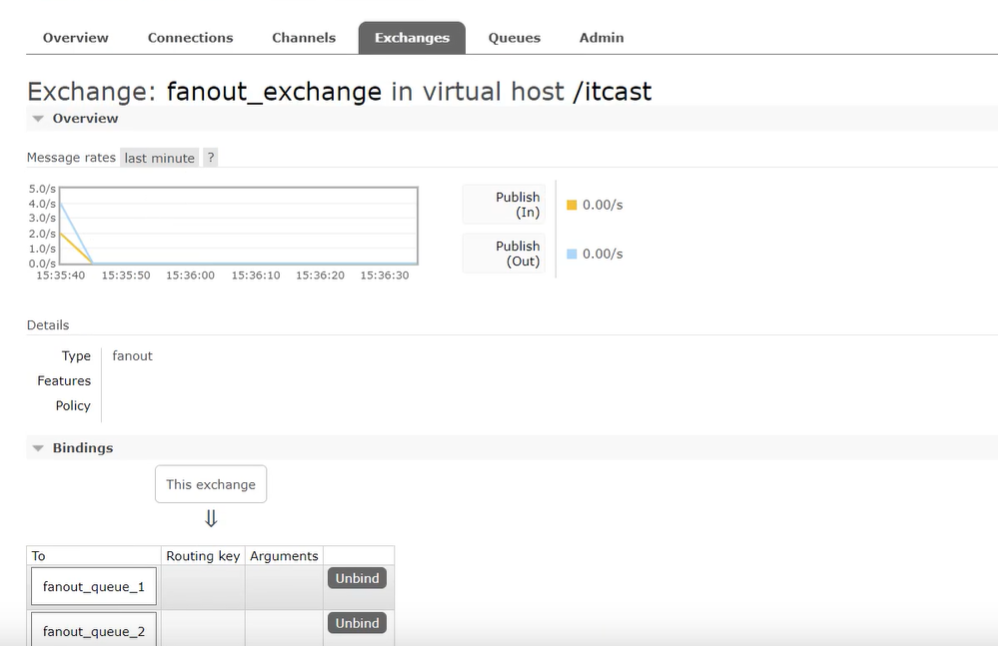 Overview Connections Channels Exchanges Queues Admin
Exchange: fanout_exchange in virtual host /itcast
Overview
Message rates last minute ?
5.0/s
4.0/s
3.0/s
2.0/s
1.0/s
0.0/s
15:35:40 15:35:50 15:36:00 15:36:10 15:36:20 15:36:30
Publish
(In)
0.00/s
Publish
(Out)
0.00/s
Details
Type fanout
Features
Policy
Bindings
This exchange
⇓
To Routing key Arguments
fanout_queue_1 Unbind
fanout_queue_2 Unbind